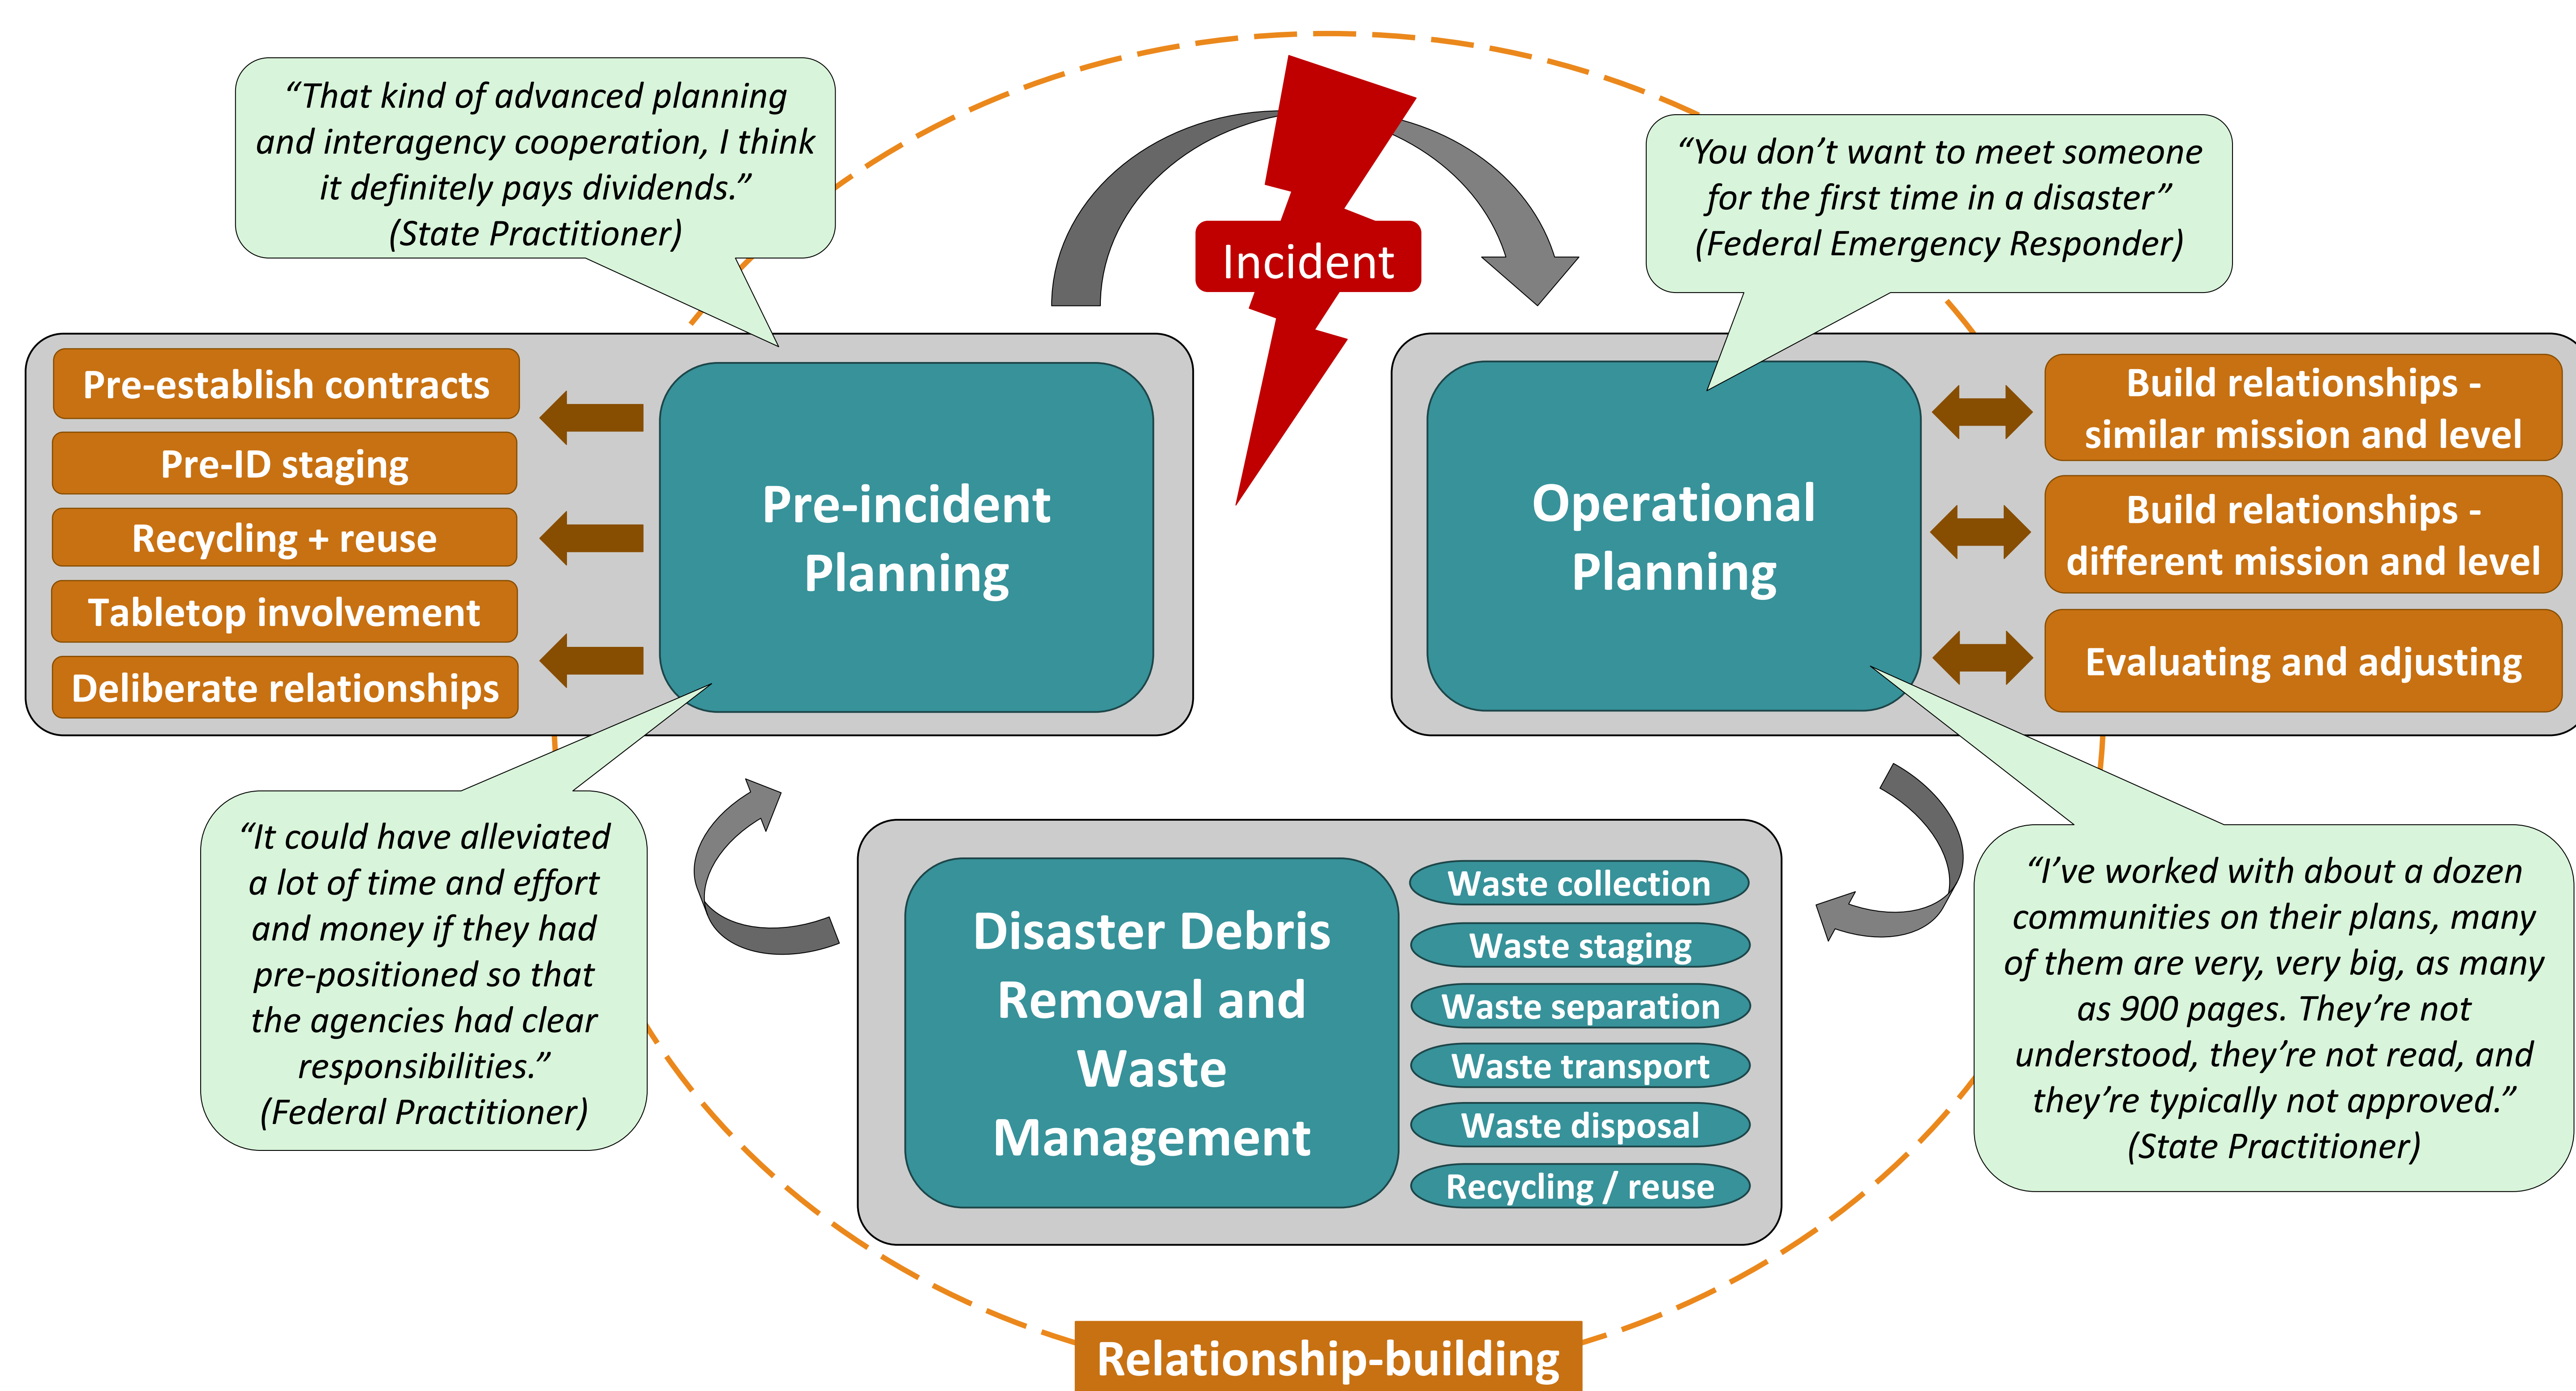 “That kind of advanced planning
and interagency cooperation, I think
it definitely pays dividends.”
(State Practitioner)
Incident
“You don’t want to meet someone
for the first time in a disaster”
(Federal Emergency Responder)
Pre-establish contracts
Pre-ID staging
Recycling + reuse
Tabletop involvement
Deliberate relationships
Pre-incident
Planning
Operational
Planning
Build relationships -
similar mission and level
Build relationships -
different mission and level
Evaluating and adjusting
“It could have alleviated
a lot of time and effort
and money if they had
pre-positioned so that
the agencies had clear
responsibilities.”
(Federal Practitioner)
Disaster Debris
Removal and
Waste
Management
Waste collection
Waste staging
Waste separation
Waste transport
Waste disposal
Recycling / reuse
“I’ve worked with about a dozen
communities on their plans, many
of them are very, very big, as many
as 900 pages. They’re not
understood, they’re not read, and
they’re typically not approved.”
(State Practitioner)
Relationship-building